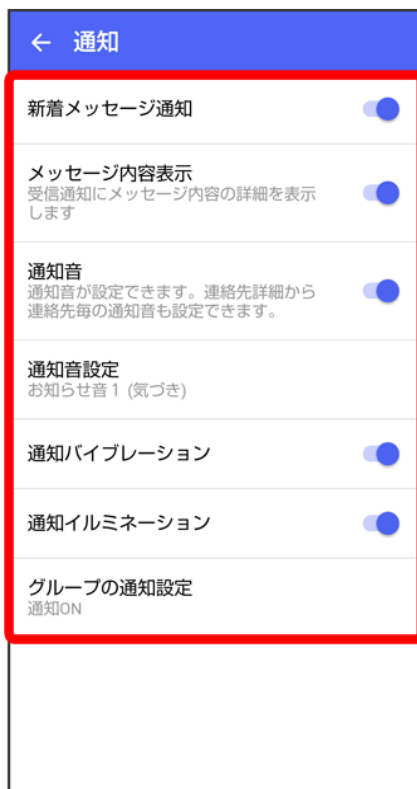 ← 通知
新着メッセージ通知
メッセージ内容表示
受信通知にメッセージ内容の詳細を表示
します
通知音
通知音が設定できます。連絡先詳細から
連絡先毎の通知音も設定できます。
通知音設定
お知らせ音１(気づき)
通知バイブレーション
通知イルミネーション
グループの通知設定
通知ON